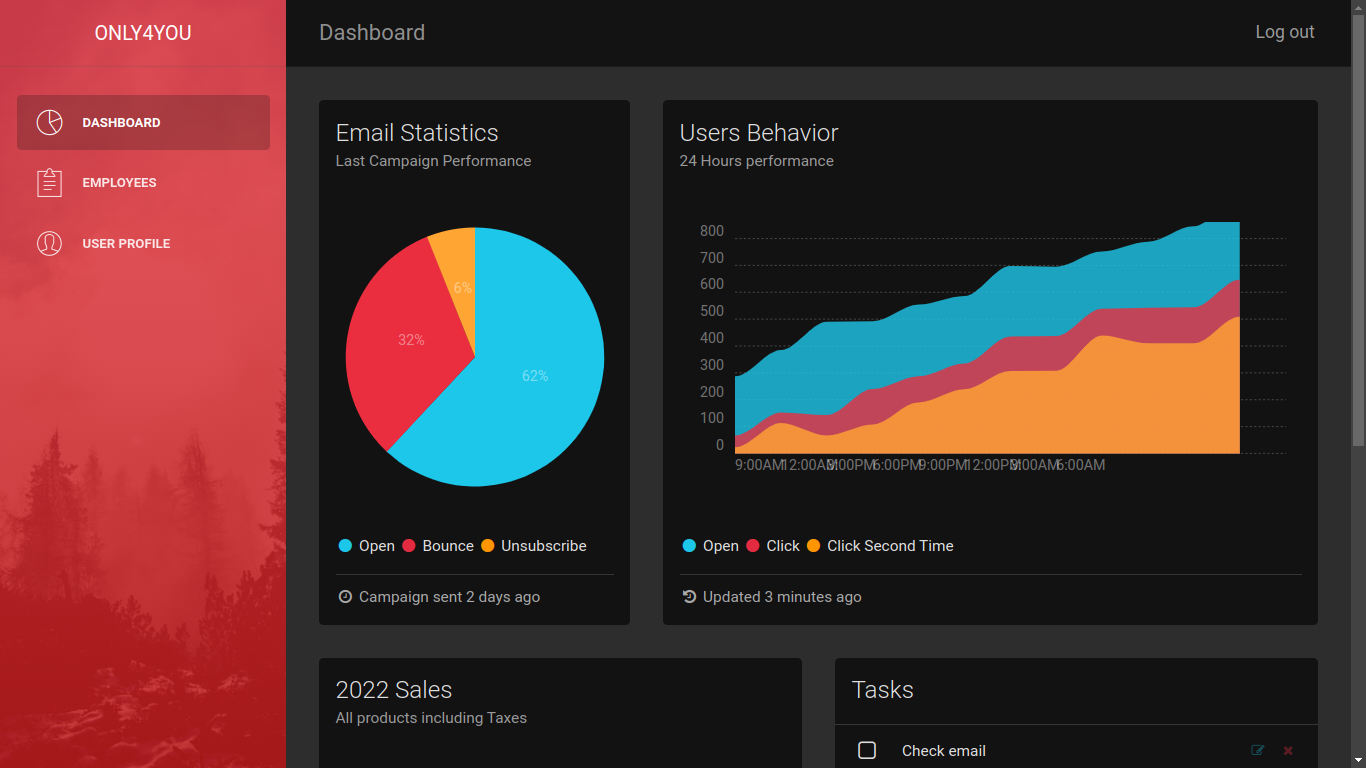 ONLY4YOU
DASHBOARD
EMPLOYEES
USER PROFILE
Dashboard
Log out
Email Statistics
Last Campaign Performance
6%
32%
62%
Open Bounce Unsubscribe
Campaign sent 2 days ago
Users Behavior
24 Hours performance
800
700
600
500
400
300
200
100
0
9:00AM 12:00AM 3:00PM 6:00PM 9:00PM 12:00PM 3:00AM 6:00AM
Open Click Click Second Time
Updated 3 minutes ago
2022 Sales
All products including Taxes
Tasks
Check email